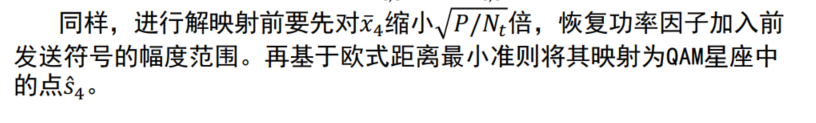 同样，进行解映射前要先对x̄₄缩小√(P/Nₜ)倍，恢复功率因子加入前
发送符号的幅度范围。再基于欧式距离最小准则将其映射为QAM星座中
的点ŝ₄。